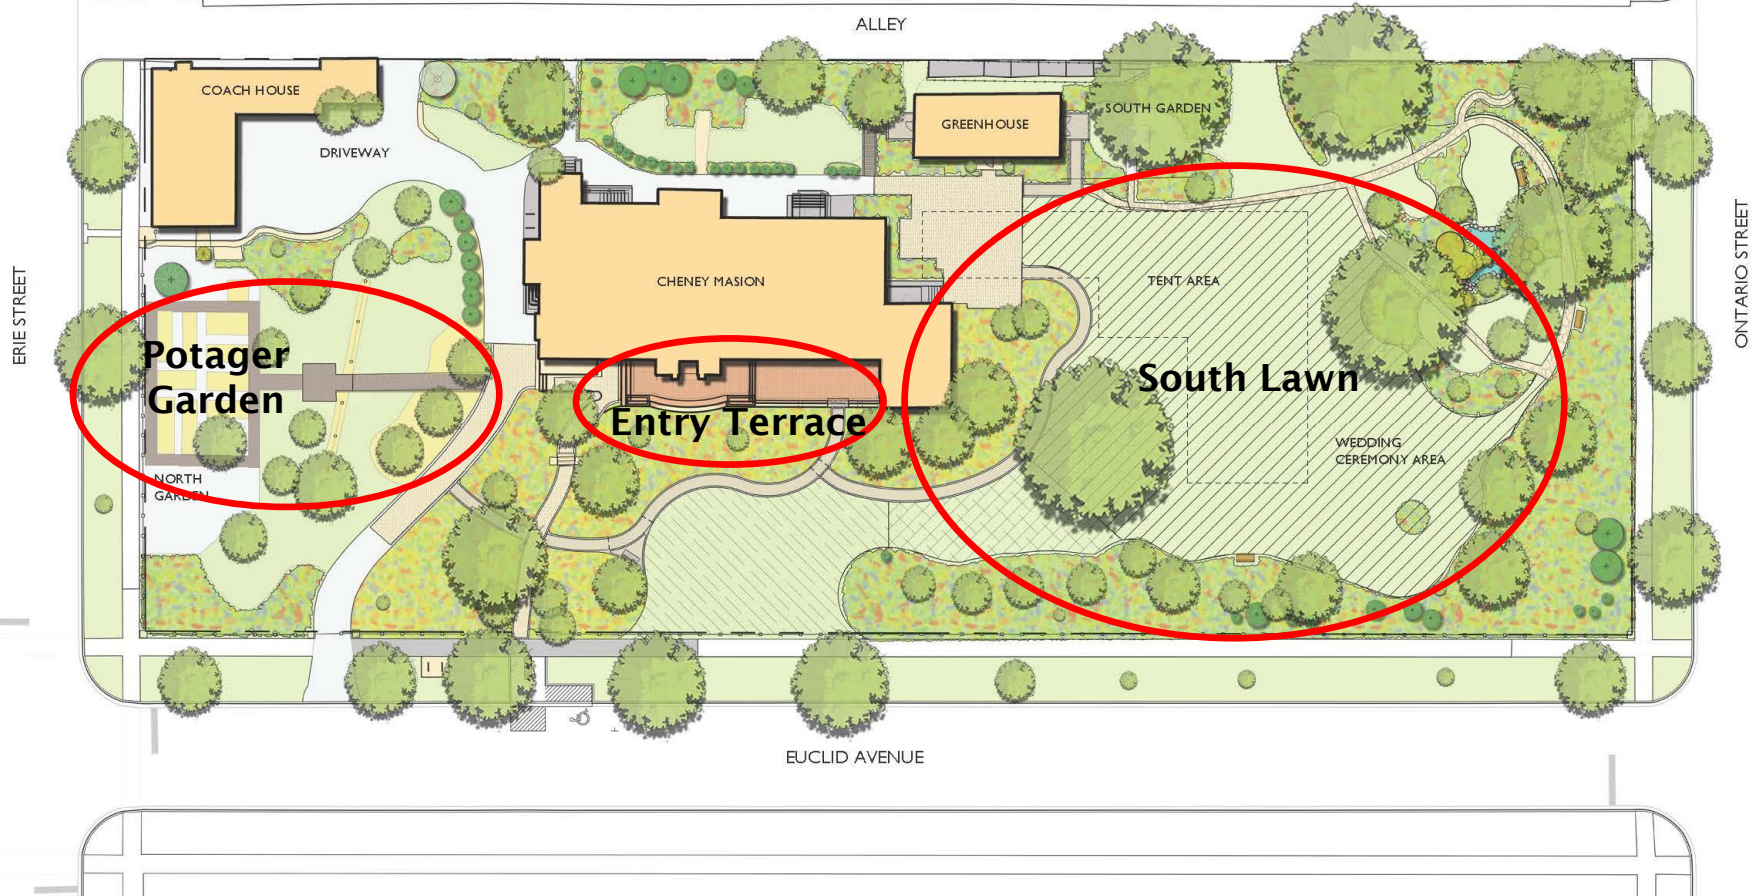 ALLEY
COACH HOUSE
DRIVEWAY
GREENHOUSE
SOUTH GARDEN
ERIE STREET
ONTARIO STREET
CHENEY MASION
TENT AREA
Potager
Garden
Entry Terrace
South Lawn
WEDDING
CEREMONY AREA
NORTH
GARDEN
EUCLID AVENUE